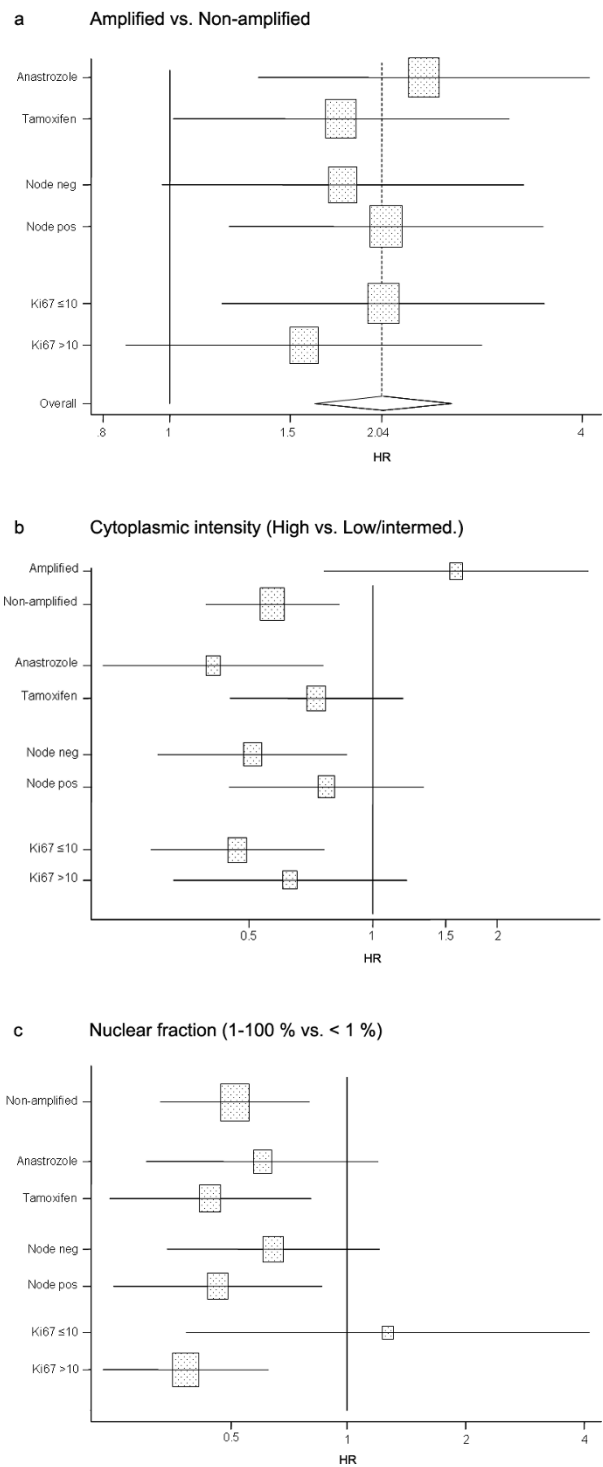 a Amplified vs. Non-amplified
Anastrozole
Tamoxifen
Node neg
Node pos
Ki67 ≤10
Ki67 >10
Overall
.8 1 1.5 2.04 4
HR
b Cytoplasmic intensity (High vs. Low/intermed.)
Amplified
Non-amplified
Anastrozole
Tamoxifen
Node neg
Node pos
Ki67 ≤10
Ki67 >10
0.5 1 1.5 2
HR
c Nuclear fraction (1-100 % vs. < 1 %)
Non-amplified
Anastrozole
Tamoxifen
Node neg
Node pos
Ki67 ≤10
Ki67 >10
0.5 1 2 4
HR